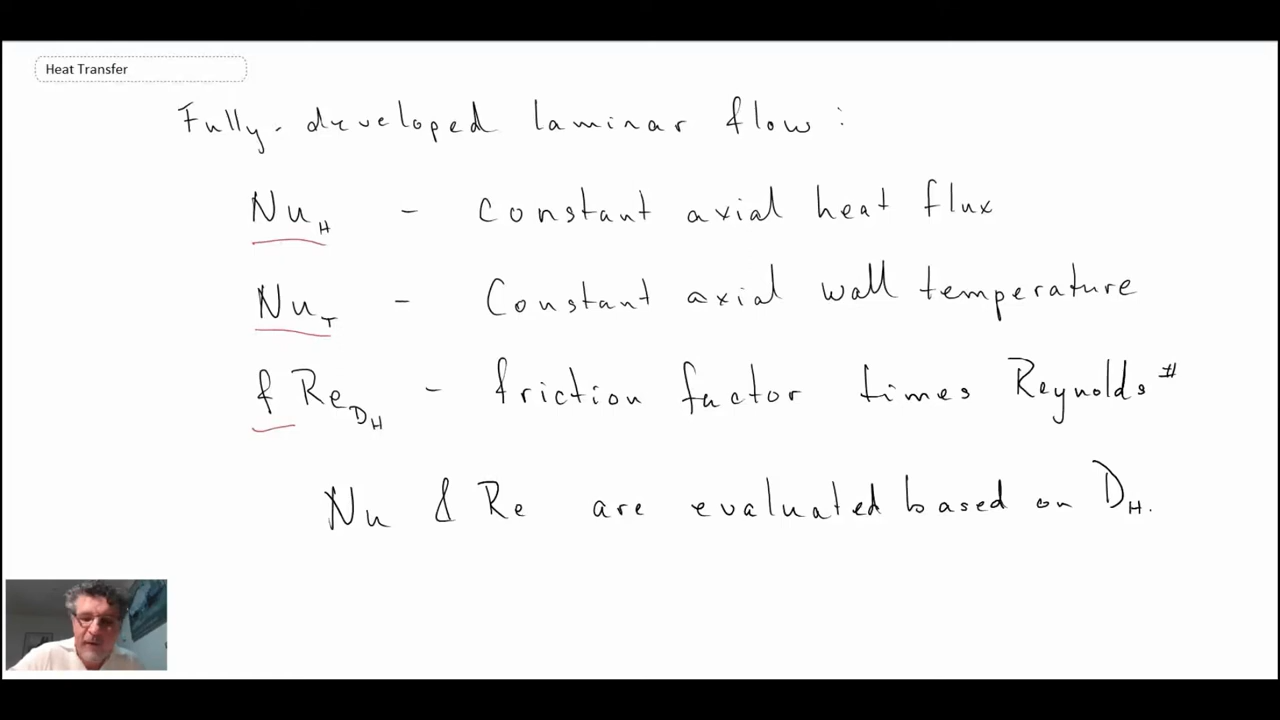 Heat Transfer
Fully-developed laminar flow:
Nu_H - Constant axial heat flux
Nu_T - Constant axial wall temperature
f Re_D_H - friction factor times Reynolds #
Nu & Re are evaluated based on D_H.